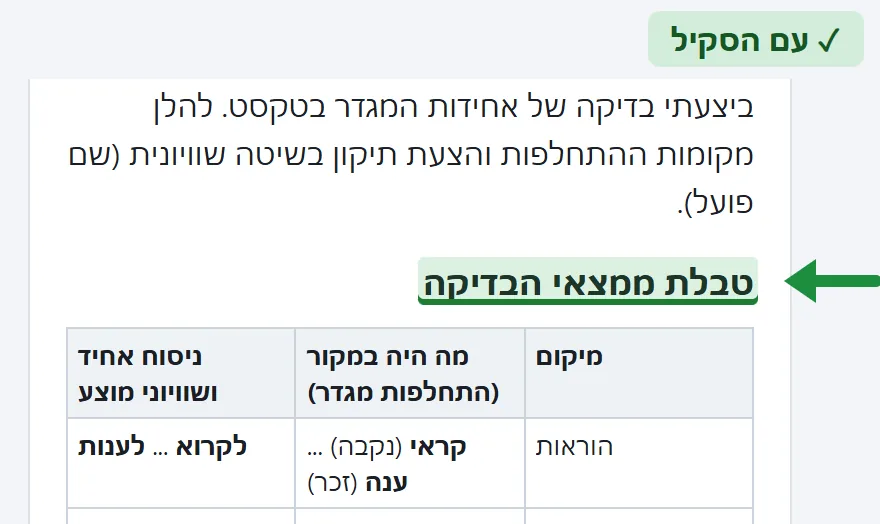 ✓ עם הסקיל
ביצעתי בדיקה של אחידות המגדר בטקסט. להלן
מקומות ההתחלפות והצעת תיקון בשיטה שוויונית (שם
פועל).
טבלת ממצאי הבדיקה
מיקום
מה היה במקור
(התחלפות מגדר)
ניסוח אחיד
ושוויוני מוצע
הוראות
קראי (נקבה) ...
ענה (זכר)
לקרוא ... לענות